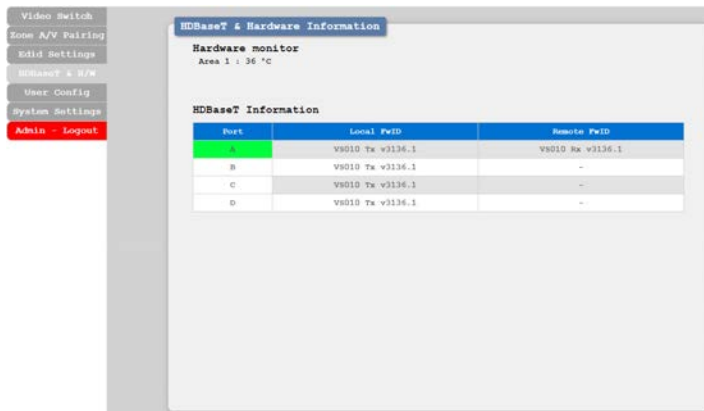 Video Switch
Zone A/V Pairing
Edid Settings
HDBaseT & H/W
User Config
System Settings
Admin - Logout
HDBaseT & Hardware Information
Hardware monitor
Area 1 : 36 °C
HDBaseT Information
Port Local FwID Remote FwID
A VS010 Tx v3136.1 VS010 Rx v3136.1
B VS010 Tx v3136.1 -
C VS010 Tx v3136.1 -
D VS010 Tx v3136.1 -